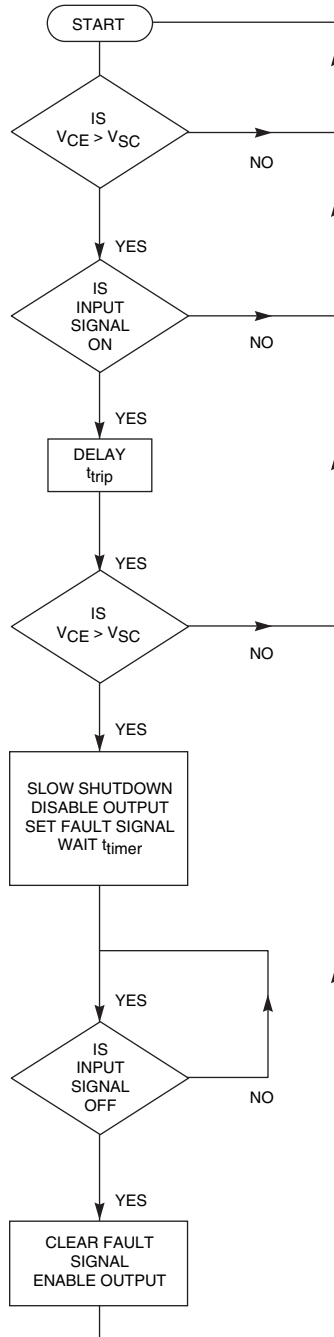 START
IS
VCE > VSC
NO
YES
IS
INPUT
SIGNAL
ON
NO
YES
DELAY
ttrip
YES
IS
VCE > VSC
NO
YES
SLOW SHUTDOWN
DISABLE OUTPUT
SET FAULT SIGNAL
WAIT ttimer
YES
IS
INPUT
SIGNAL
OFF
NO
YES
CLEAR FAULT
SIGNAL
ENABLE OUTPUT